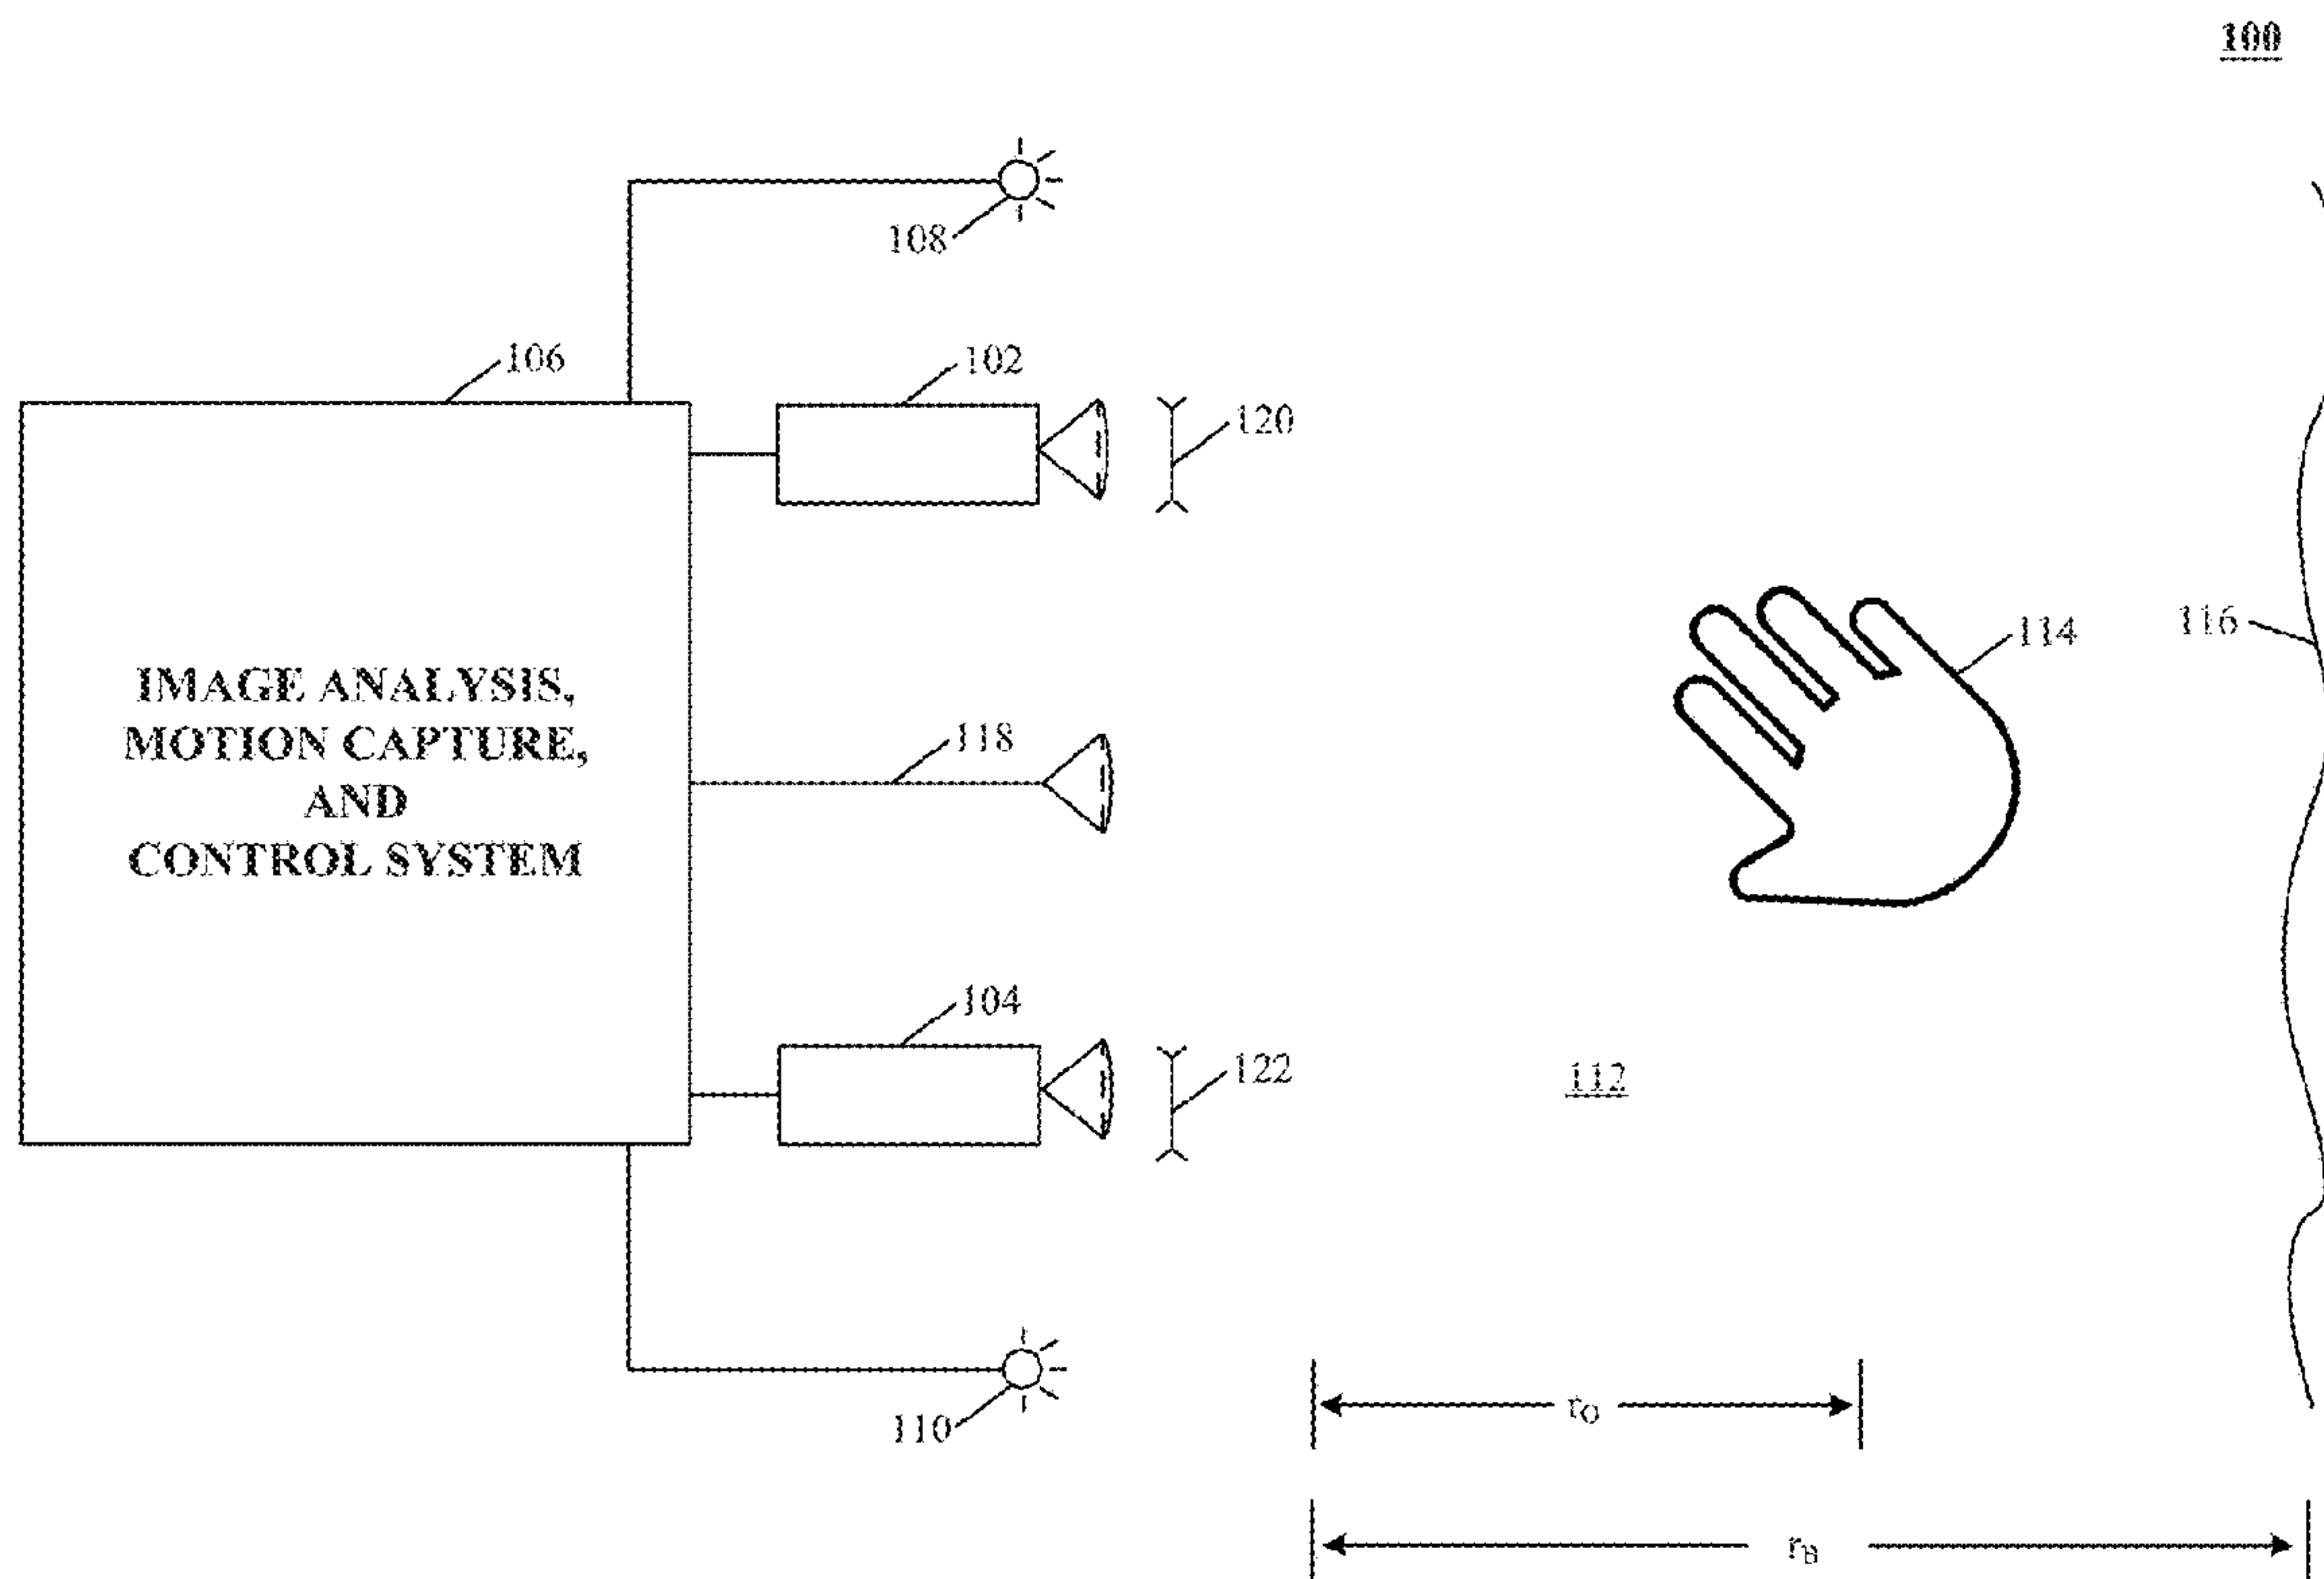 100
108
106
102
120
114
116
IMAGE ANALYSIS,
MOTION CAPTURE,
AND
CONTROL SYSTEM
118
104
122
112
110
rO
rB